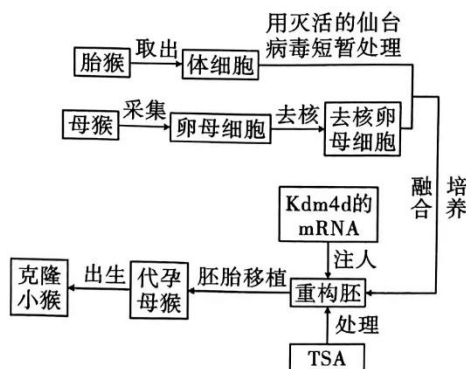 胎猴
取出
体细胞
用灭活的仙台
病毒短暂处理
母猴
采集
卵母细胞
去核
去核卵
母细胞
融合
培养
Kdm4d的
mRNA
注人
克隆
小猴
出生
代孕
母猴
胚胎移植
重构胚
处理
TSA